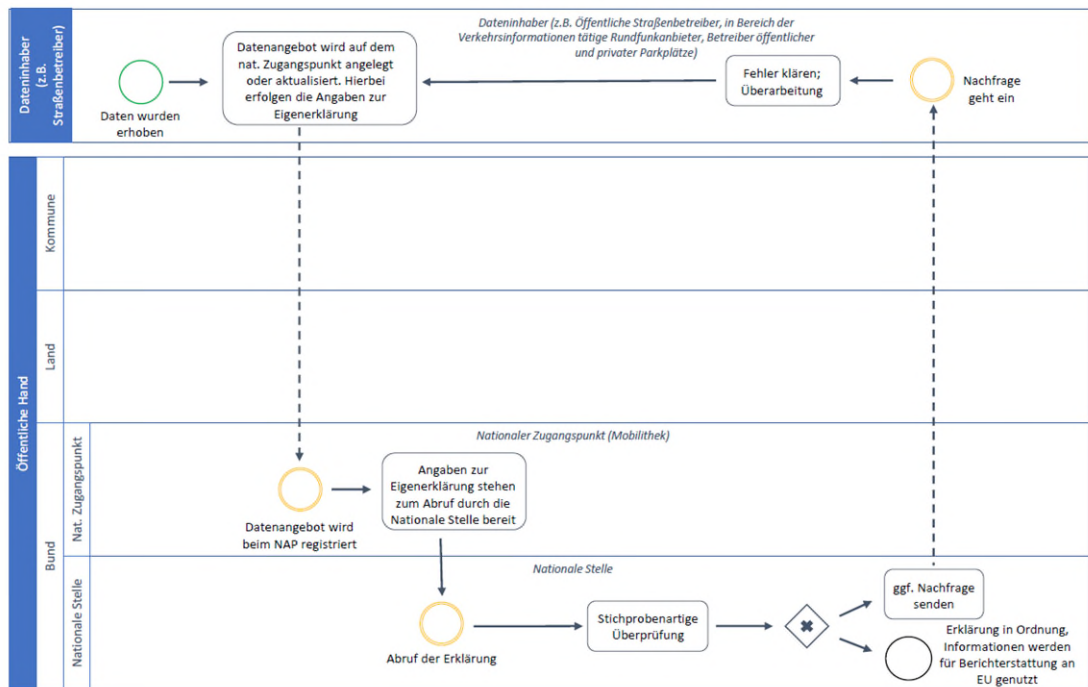 Dateninhaber
(z.B.
Straßenbetreiber)
Dateninhaber (z.B. Öffentliche Straßenbetreiber, in Bereich der
Verkehrsinformationen tätige Rundfunkanbieter, Betreiber öffentlicher
und privater Parkplätze)
Daten wurden
erhoben
Datenangebot wird auf dem
nat. Zugangspunkt angelegt
oder aktualisiert. Hierbei
erfolgen die Angaben zur
Eigenerklärung
Fehler klären;
Überarbeitung
Nachfrage
geht ein
Öffentliche Hand
Kommune
Land
Bund
Nat. Zugangspunkt
Nationaler Zugangspunkt (Mobilithek)
Datenangebot wird
beim NAP registriert
Angaben zur
Eigenerklärung stehen
zum Abruf durch die
Nationale Stelle bereit
Nationale Stelle
Nationale Stelle
Abruf der Erklärung
Stichprobenartige
Überprüfung
ggf. Nachfrage
senden
Erklärung in Ordnung,
Informationen werden
für Berichterstattung an
EU genutzt